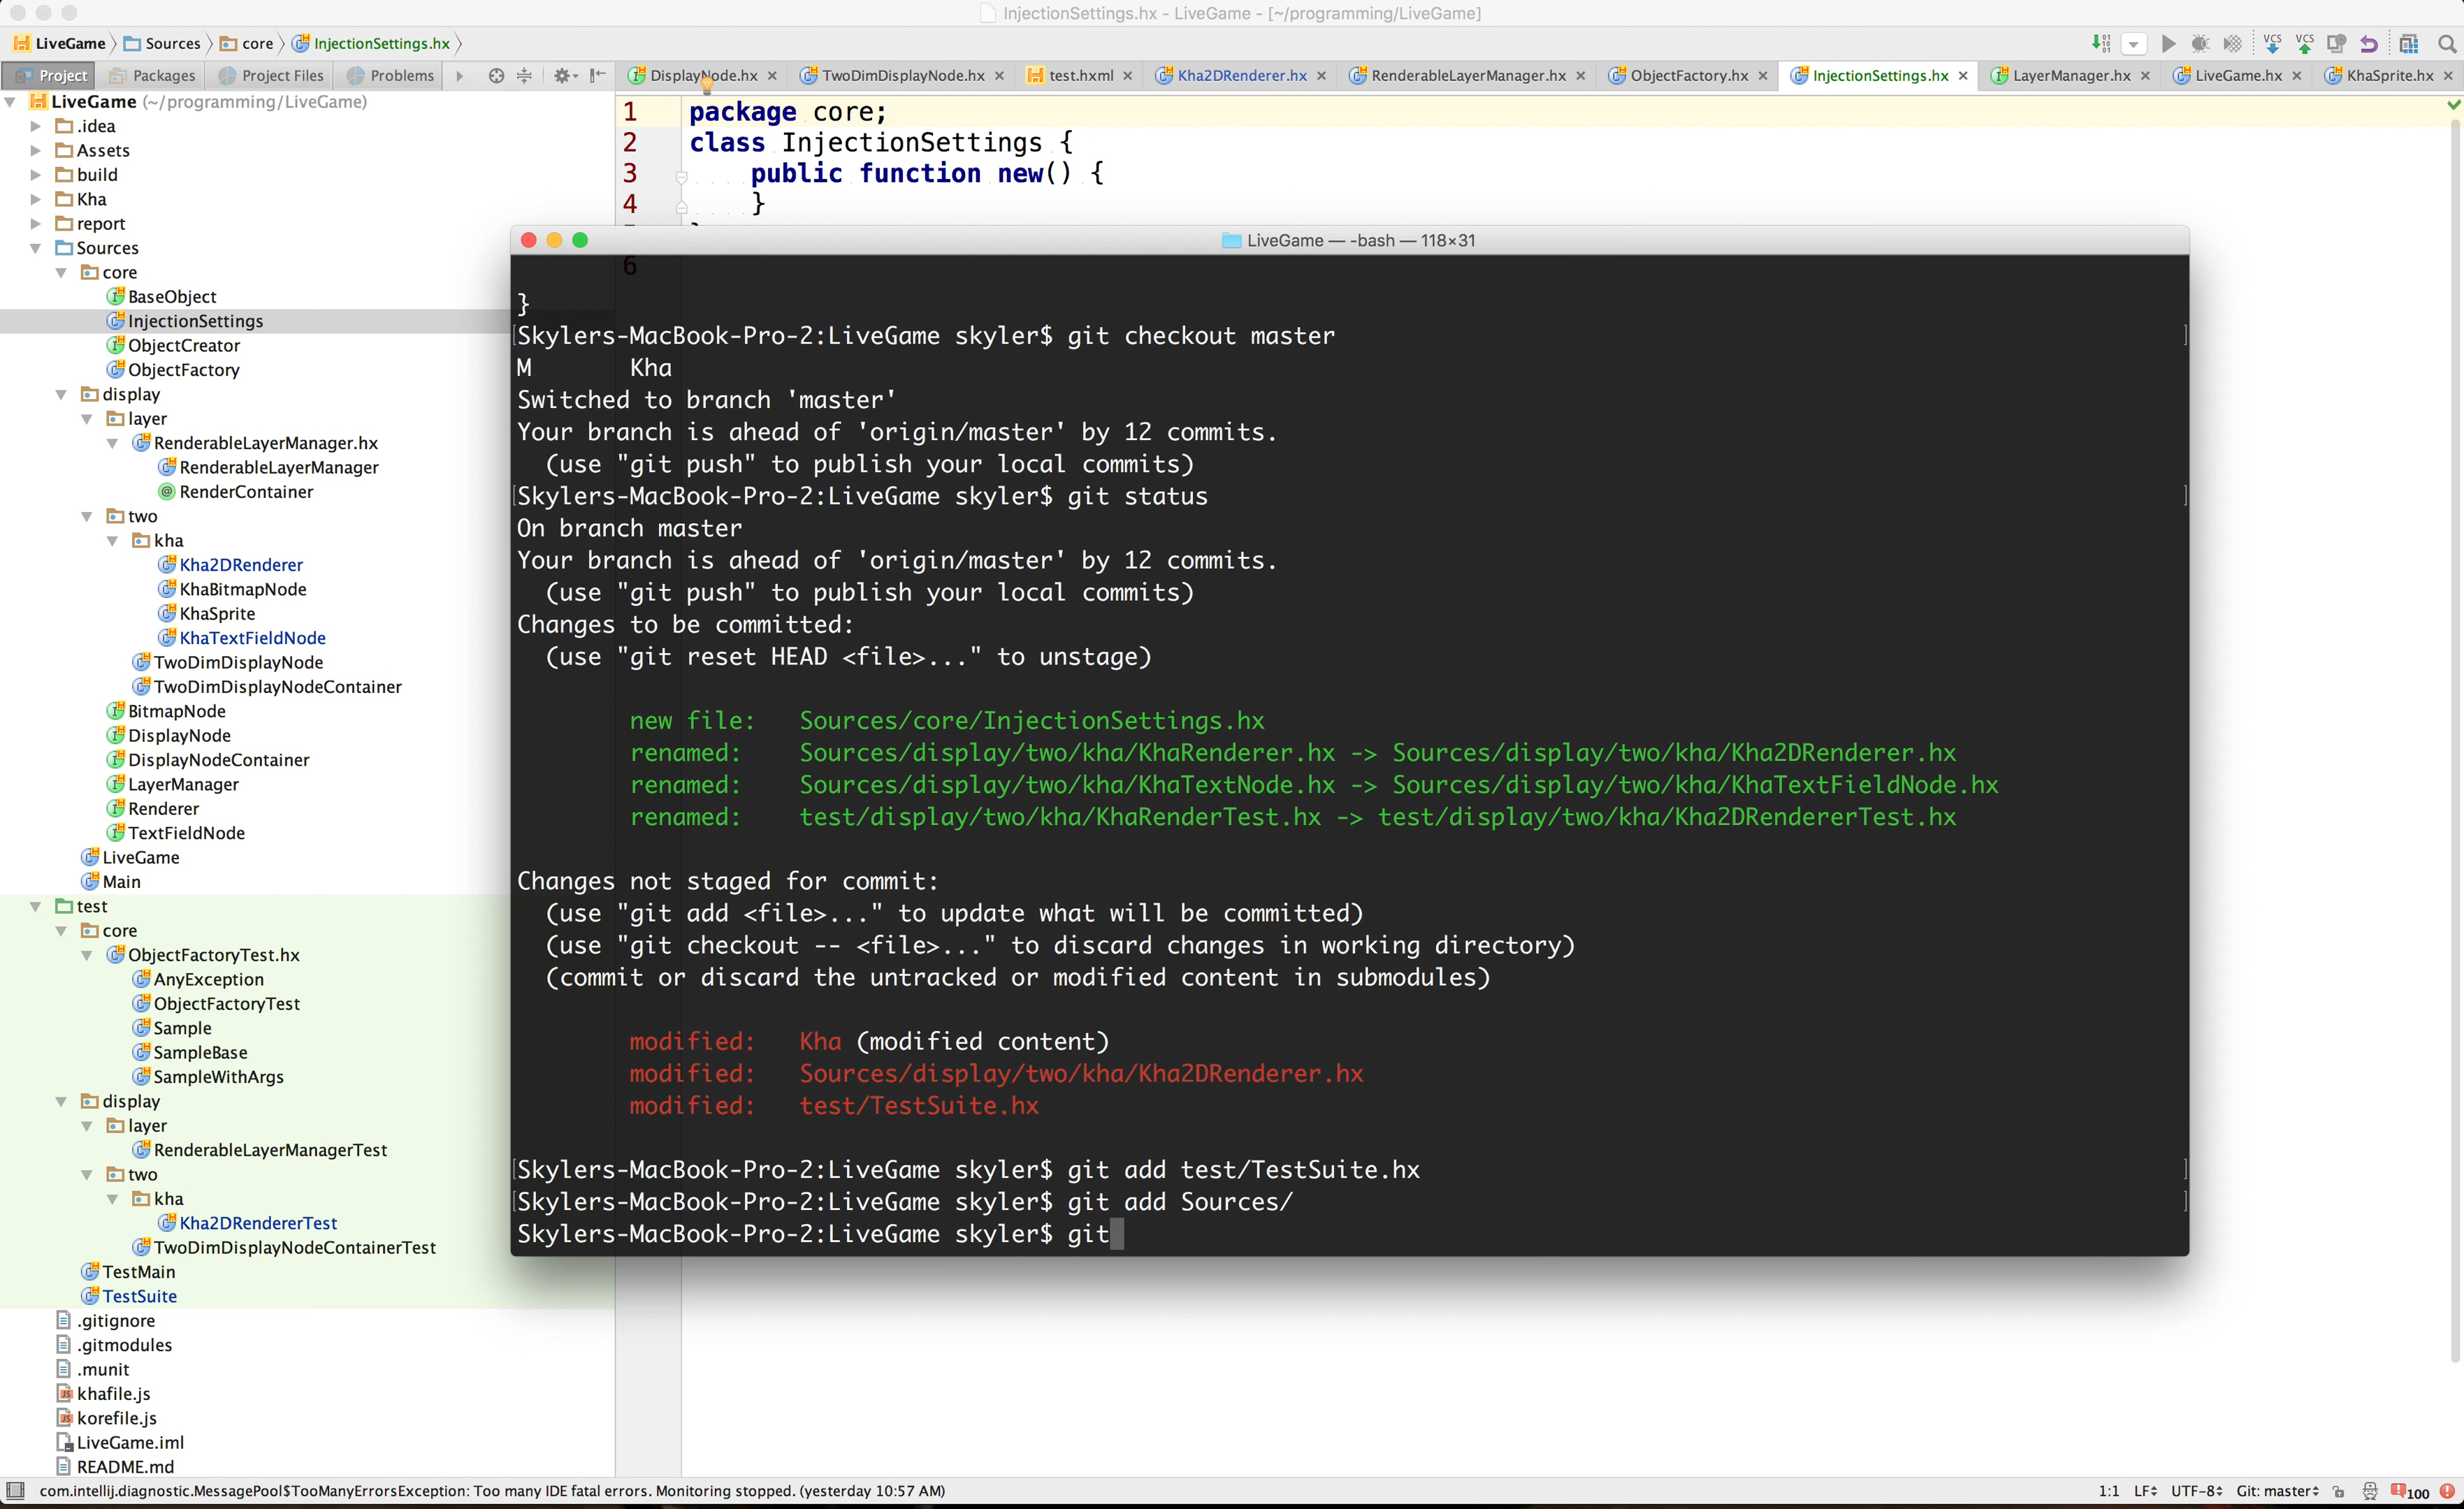 InjectionSettings.hx - LiveGame - [~/programming/LiveGame]
LiveGame Sources core InjectionSettings.hx
Project Packages Project Files Problems
DisplayNode.hx TwoDimDisplayNode.hx test.hxml Kha2DRenderer.hx RenderableLayerManager.hx ObjectFactory.hx InjectionSettings.hx LayerManager.hx LiveGame.hx KhaSprite.hx
LiveGame (~/programming/LiveGame)
.idea
Assets
build
Kha
report
Sources
core
BaseObject
InjectionSettings
ObjectCreator
ObjectFactory
display
layer
RenderableLayerManager.hx
RenderableLayerManager
RenderContainer
two
kha
Kha2DRenderer
KhaBitmapNode
KhaSprite
KhaTextFieldNode
TwoDimDisplayNode
TwoDimDisplayNodeContainer
BitmapNode
DisplayNode
DisplayNodeContainer
LayerManager
Renderer
TextFieldNode
LiveGame
Main
test
core
ObjectFactoryTest.hx
AnyException
ObjectFactoryTest
Sample
SampleBase
SampleWithArgs
display
layer
RenderableLayerManagerTest
two
kha
Kha2DRendererTest
TwoDimDisplayNodeContainerTest
TestMain
TestSuite
.gitignore
.gitmodules
.munit
khafile.js
korefile.js
LiveGame.iml
README.md
1 package core;
2 class InjectionSettings {
3 public function new() {
4 }
6
LiveGame — -bash — 118×31
}
Skylers-MacBook-Pro-2:LiveGame skyler$ git checkout master
M Kha
Switched to branch 'master'
Your branch is ahead of 'origin/master' by 12 commits.
(use "git push" to publish your local commits)
Skylers-MacBook-Pro-2:LiveGame skyler$ git status
On branch master
Your branch is ahead of 'origin/master' by 12 commits.
(use "git push" to publish your local commits)
Changes to be committed:
(use "git reset HEAD <file>..." to unstage)
new file: Sources/core/InjectionSettings.hx
renamed: Sources/display/two/kha/KhaRenderer.hx -> Sources/display/two/kha/Kha2DRenderer.hx
renamed: Sources/display/two/kha/KhaTextNode.hx -> Sources/display/two/kha/KhaTextFieldNode.hx
renamed: test/display/two/kha/KhaRenderTest.hx -> test/display/two/kha/Kha2DRendererTest.hx
Changes not staged for commit:
(use "git add <file>..." to update what will be committed)
(use "git checkout -- <file>..." to discard changes in working directory)
(commit or discard the untracked or modified content in submodules)
modified: Kha (modified content)
modified: Sources/display/two/kha/Kha2DRenderer.hx
modified: test/TestSuite.hx
Skylers-MacBook-Pro-2:LiveGame skyler$ git add test/TestSuite.hx
Skylers-MacBook-Pro-2:LiveGame skyler$ git add Sources/
Skylers-MacBook-Pro-2:LiveGame skyler$ git
com.intellij.diagnostic.MessagePool$TooManyErrorsException: Too many IDE fatal errors. Monitoring stopped. (yesterday 10:57 AM)
1:1 LF UTF-8 Git: master 100